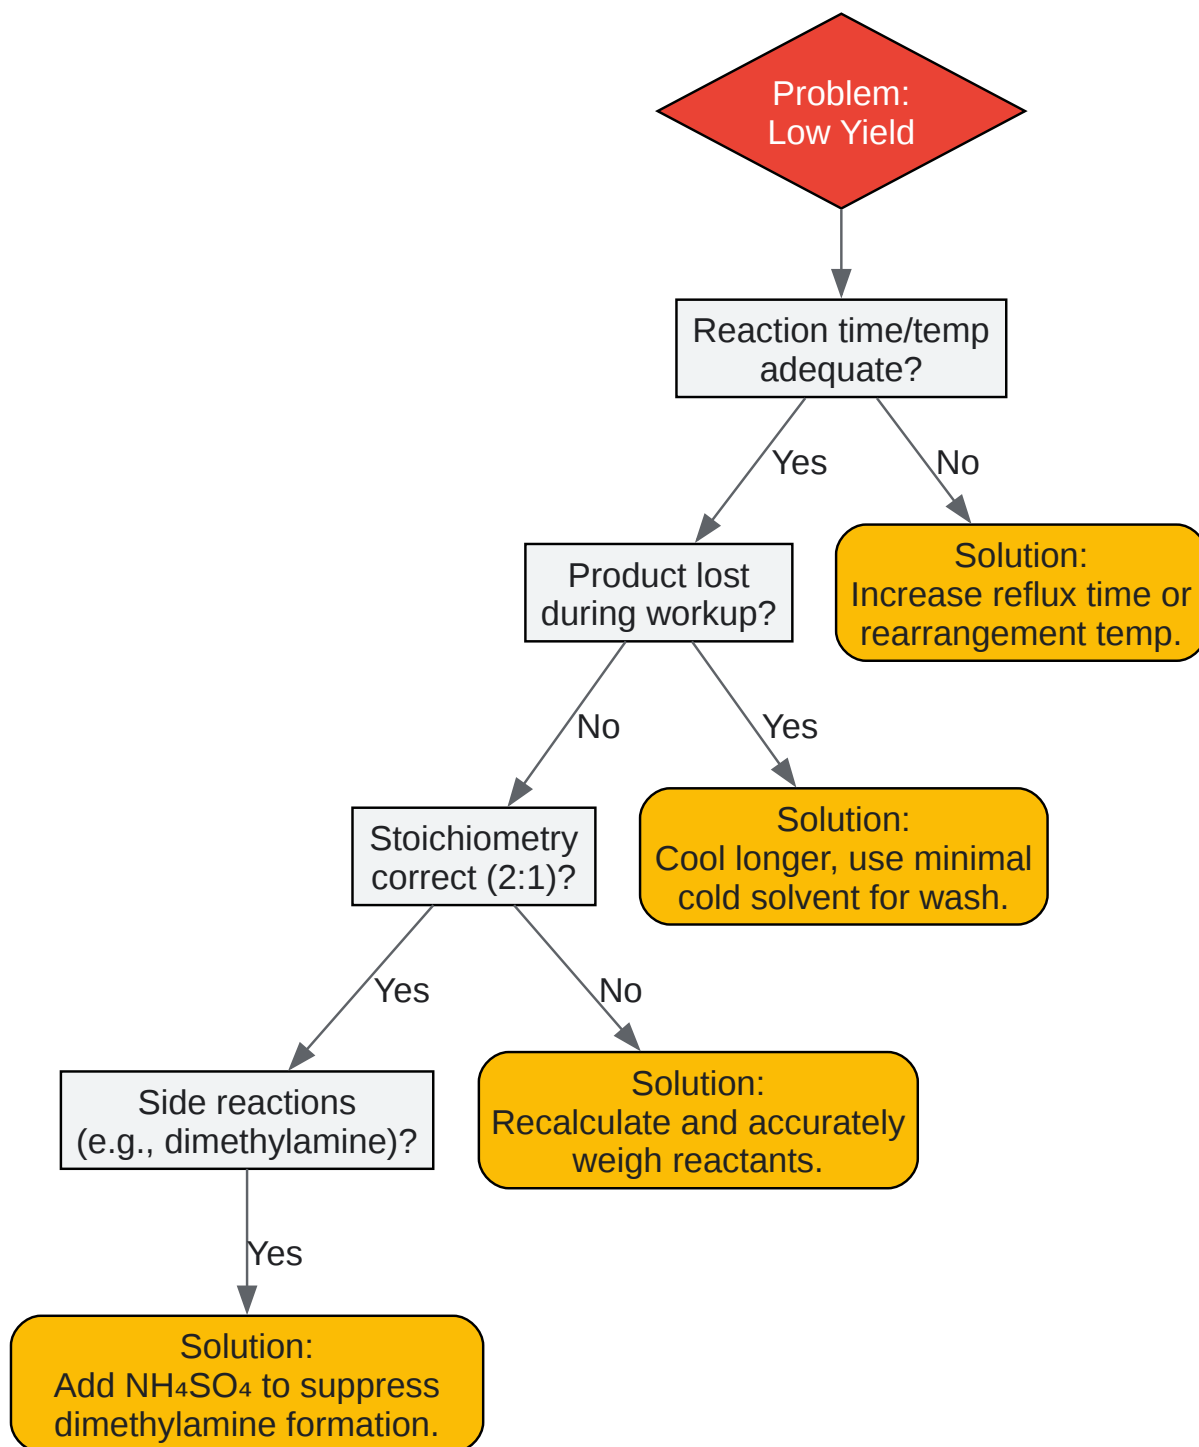 Problem:
Low Yield
Reaction time/temp
adequate?
Yes
No
Product lost
during workup?
Solution:
Increase reflux time or
rearrangement temp.
No
Yes
Stoichiometry
correct (2:1)?
Solution:
Cool longer, use minimal
cold solvent for wash.
Yes
No
Side reactions
(e.g., dimethylamine)?
Solution:
Recalculate and accurately
weigh reactants.
Yes
Solution:
Add NH₄SO₄ to suppress
dimethylamine formation.